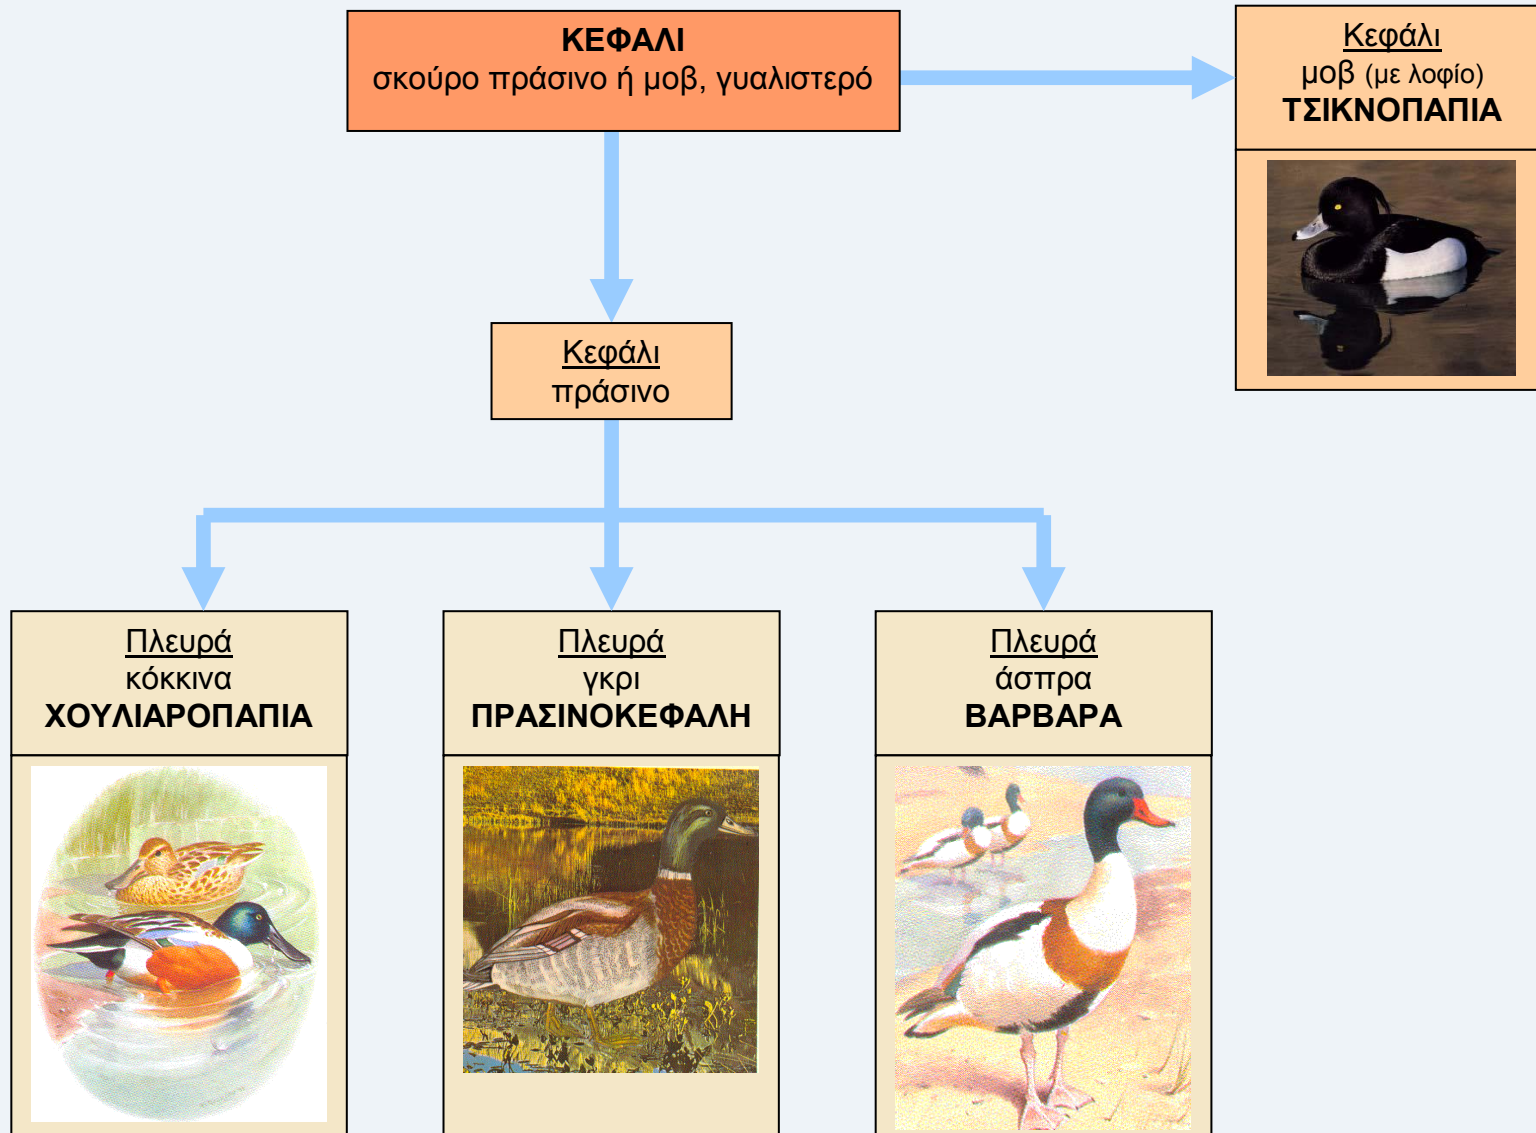 ΚΕΦΑΛΙ
σκούρο πράσινο ή μοβ, γυαλιστερό
Κεφάλι
μοβ (με λοφίο)
ΤΣΙΚΝΟΠΑΠΙΑ
Κεφάλι
πράσινο
Πλευρά
κόκκινα
ΧΟΥΛΙΑΡΟΠΑΠΙΑ
Πλευρά
γκρι
ΠΡΑΣΙΝΟΚΕΦΑΛΗ
Πλευρά
άσπρα
ΒΑΡΒΑΡΑ